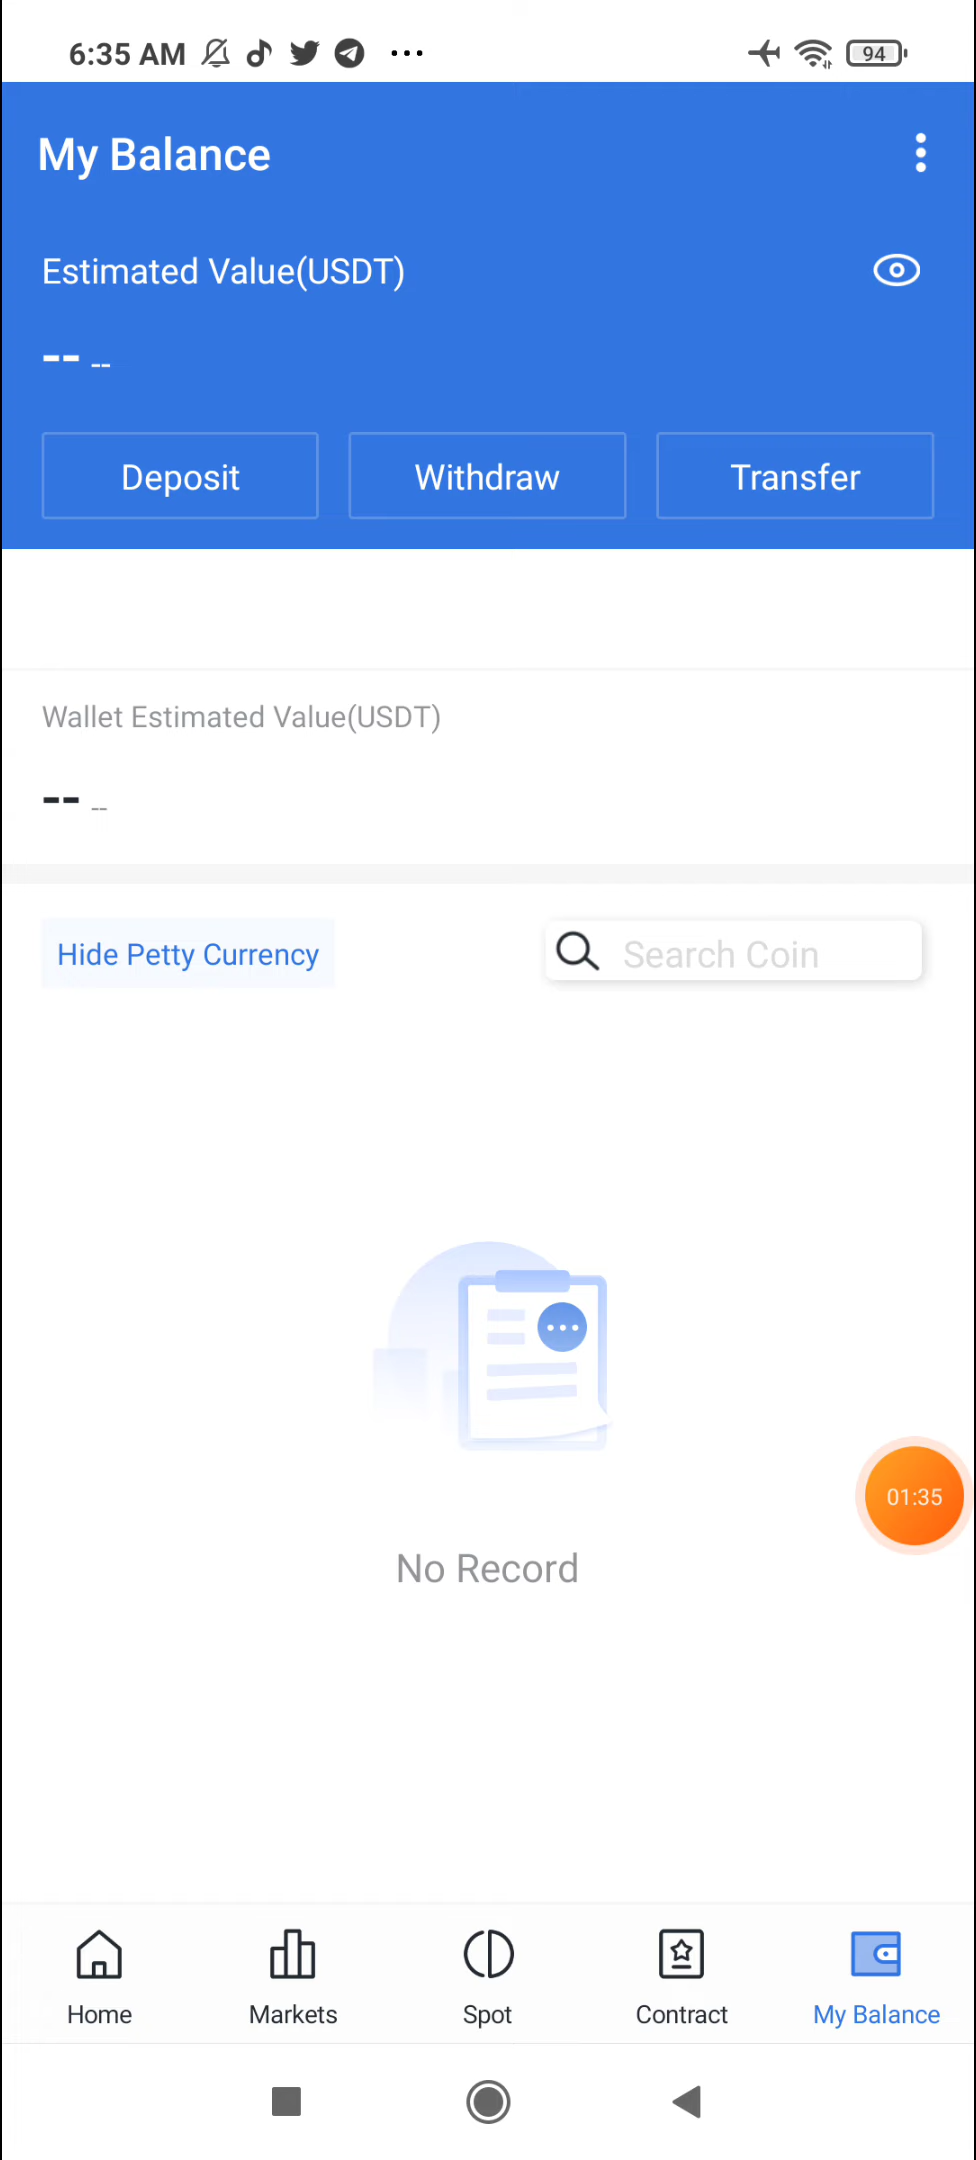 6:35 AM
94
My Balance
Estimated Value(USDT)
-- --
Deposit Withdraw Transfer
Wallet Estimated Value(USDT)
-- --
Hide Petty Currency Search Coin
01:35
No Record
Home Markets Spot Contract My Balance